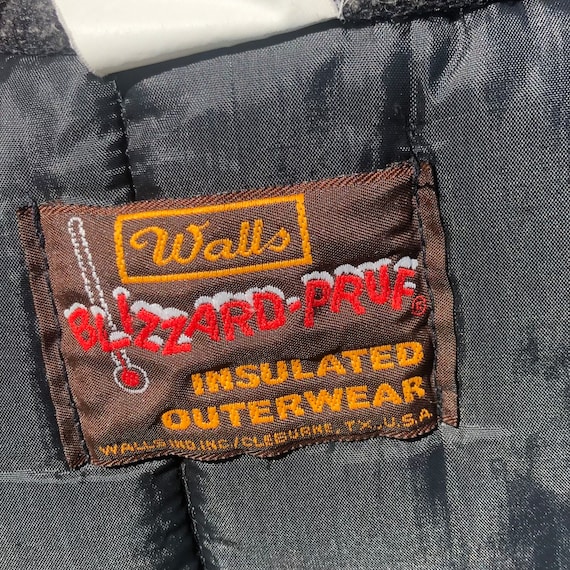 Walls
BLIZZARD-PRUF®
INSULATED
OUTERWEAR
WALLS IND. INC./CLEBURNE, TX., U.S.A.